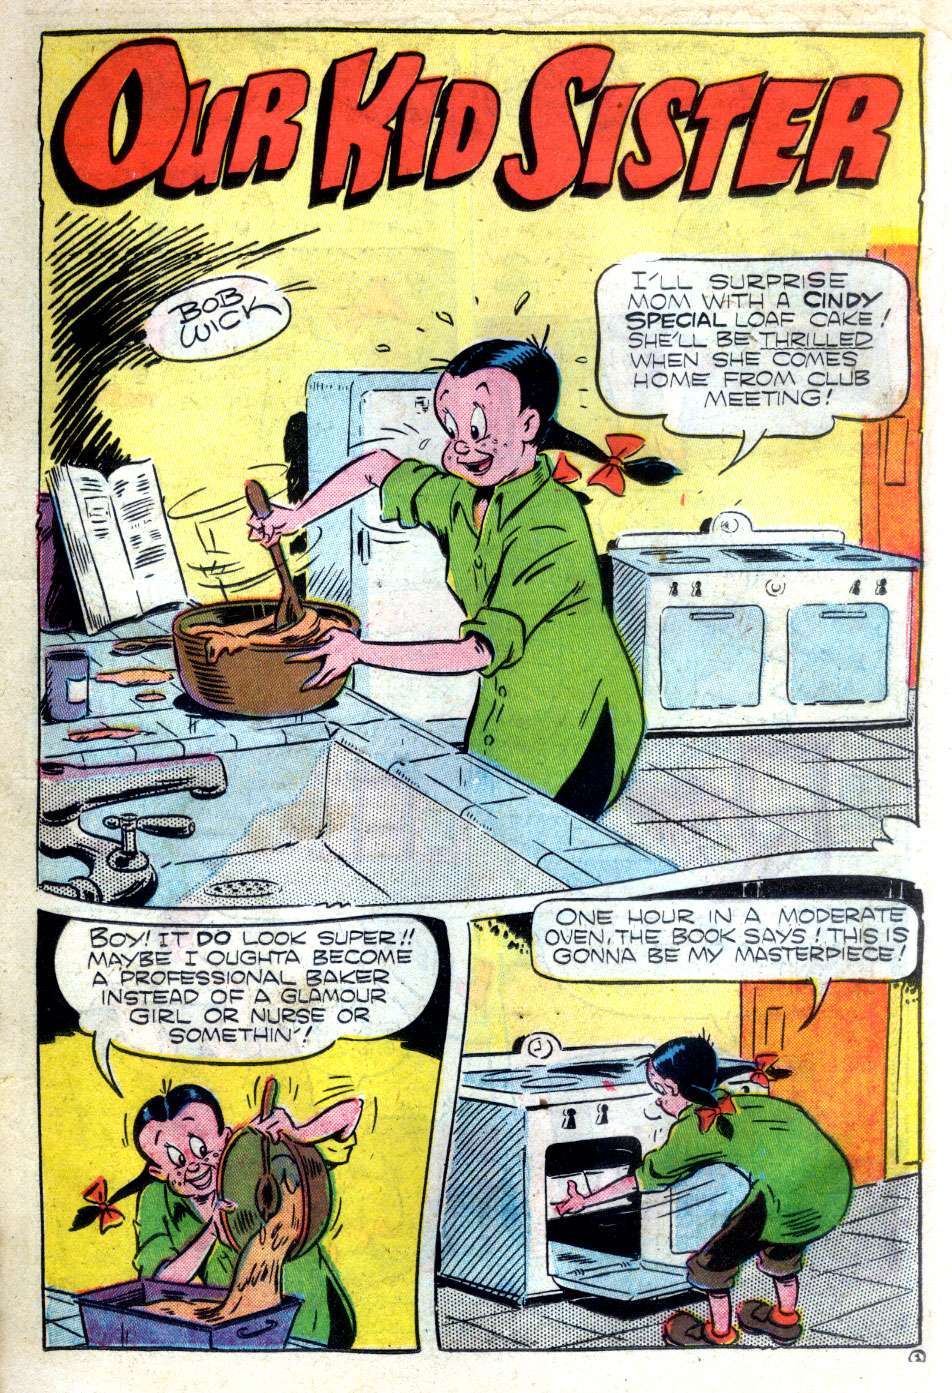 OUR KID SISTER
BOB
WICK
I'LL SURPRISE
MOM WITH A CINDY
SPECIAL LOAF CAKE!
SHE'LL BE THRILLED
WHEN SHE COMES
HOME FROM CLUB
MEETING!
BOY! IT DO LOOK SUPER!!
MAYBE I OUGHTA BECOME
A PROFESSIONAL BAKER
INSTEAD OF A GLAMOUR
GIRL OR NURSE OR
SOMETHIN'!
ONE HOUR IN A MODERATE
OVEN, THE BOOK SAYS! THIS IS
GONNA BE MY MASTERPIECE!